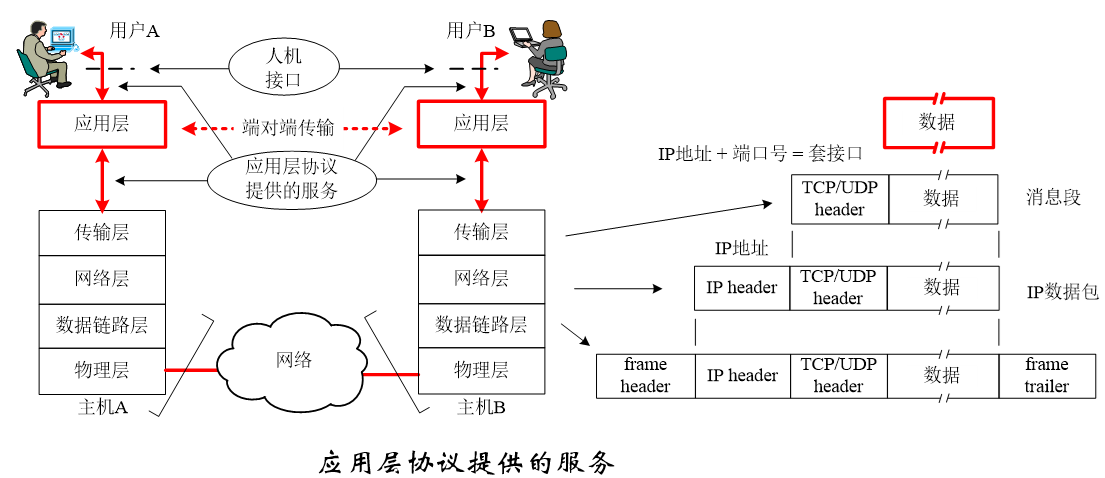 用户A
用户B
人机
接口
应用层
端对端传输
应用层
应用层协议
提供的服务
传输层
网络层
数据链路层
物理层
主机A
网络
传输层
网络层
数据链路层
物理层
主机B
数据
IP地址 + 端口号 = 套接口
TCP/UDP
header
数据
消息段
IP地址
IP header
TCP/UDP
header
数据
IP数据包
frame
header
IP header
TCP/UDP
header
数据
frame
trailer
应用层协议提供的服务